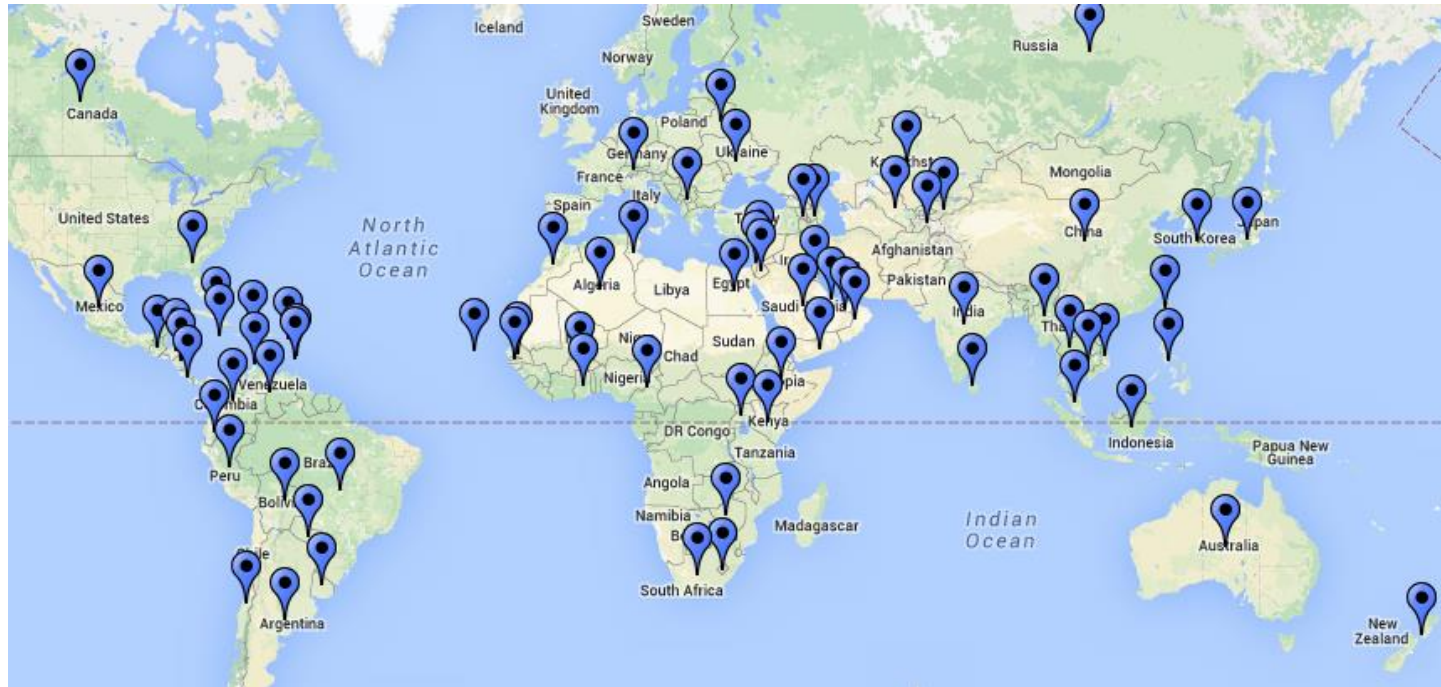 Iceland
Sweden
Russia
Norway
Canada
United
Kingdom
Poland
Germany
Ukraine
France
Mongolia
Italy
Spain
United States
North
Atlantic
Ocean
China
South Korea
Japan
Afghanistan
Algeria
Libya
Egypt
Pakistan
Mexico
Saudi
India
Sudan
Chad
Nigeria
Venezuela
Kenya
DR Congo
Indonesia
Papua New
Guinea
Tanzania
Peru
Angola
Namibia
Madagascar
Indian
Ocean
Australia
Chile
South Africa
Argentina
New
Zealand